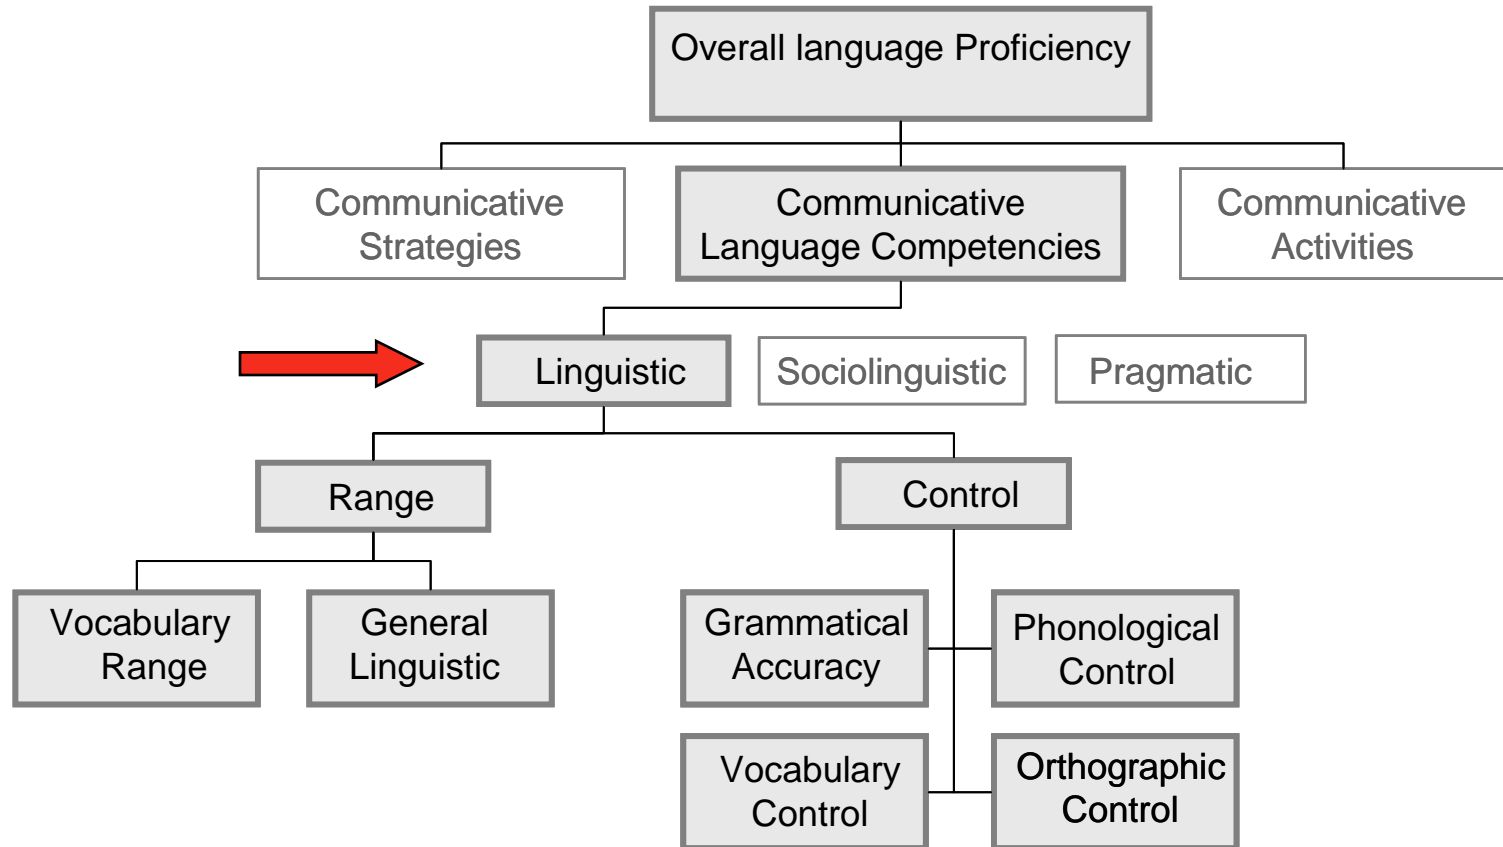 Overall language Proficiency
Communicative
Strategies
Communicative
Language Competencies
Communicative
Activities
Linguistic
Sociolinguistic
Pragmatic
Range
Control
Vocabulary
Range
General
Linguistic
Grammatical
Accuracy
Phonological
Control
Vocabulary
Control
Orthographic
Control